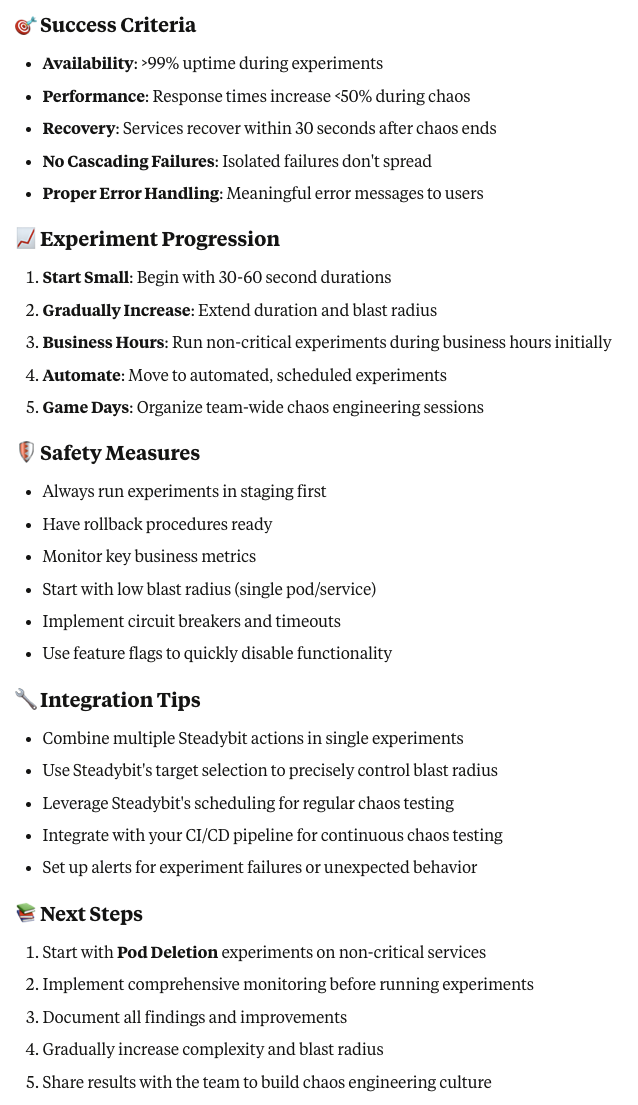 🎯 Success Criteria
• Availability: >99% uptime during experiments
• Performance: Response times increase <50% during chaos
• Recovery: Services recover within 30 seconds after chaos ends
• No Cascading Failures: Isolated failures don't spread
• Proper Error Handling: Meaningful error messages to users
📈 Experiment Progression
1. Start Small: Begin with 30-60 second durations
2. Gradually Increase: Extend duration and blast radius
3. Business Hours: Run non-critical experiments during business hours initially
4. Automate: Move to automated, scheduled experiments
5. Game Days: Organize team-wide chaos engineering sessions
🛡️ Safety Measures
• Always run experiments in staging first
• Have rollback procedures ready
• Monitor key business metrics
• Start with low blast radius (single pod/service)
• Implement circuit breakers and timeouts
• Use feature flags to quickly disable functionality
🔧 Integration Tips
• Combine multiple Steadybit actions in single experiments
• Use Steadybit's target selection to precisely control blast radius
• Leverage Steadybit's scheduling for regular chaos testing
• Integrate with your CI/CD pipeline for continuous chaos testing
• Set up alerts for experiment failures or unexpected behavior
📚 Next Steps
1. Start with Pod Deletion experiments on non-critical services
2. Implement comprehensive monitoring before running experiments
3. Document all findings and improvements
4. Gradually increase complexity and blast radius
5. Share results with the team to build chaos engineering culture